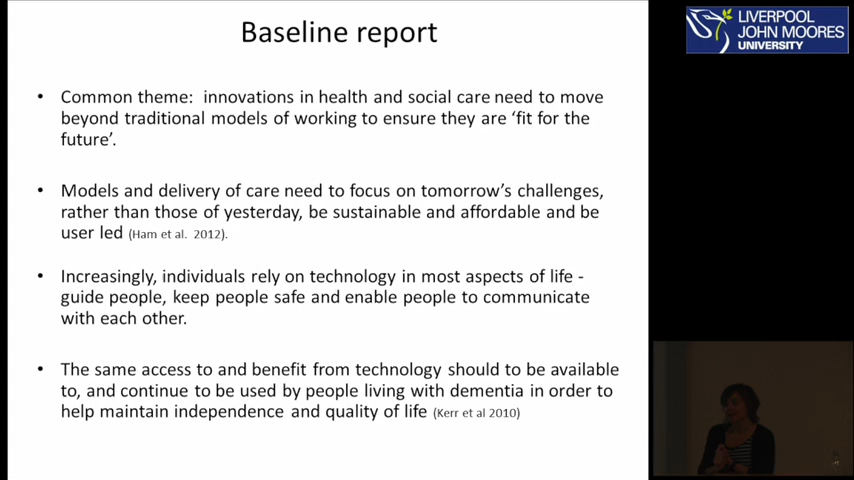 Baseline report
LIVERPOOL
JOHN MOORES
UNIVERSITY
• Common theme:  innovations in health and social care need to move
beyond traditional models of working to ensure they are ‘fit for the
future’.
• Models and delivery of care need to focus on tomorrow’s challenges,
rather than those of yesterday, be sustainable and affordable and be
user led (Ham et al.  2012).
• Increasingly, individuals rely on technology in most aspects of life -
guide people, keep people safe and enable people to communicate
with each other.
• The same access to and benefit from technology should to be available
to, and continue to be used by people living with dementia in order to
help maintain independence and quality of life (Kerr et al 2010)